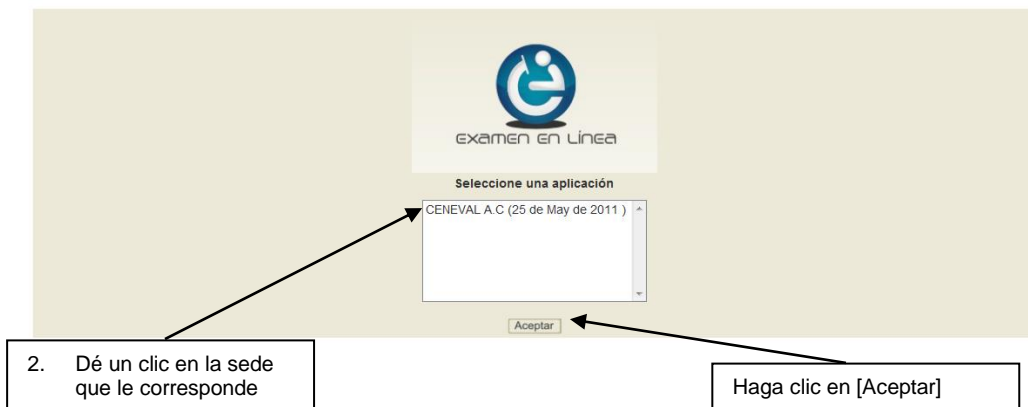 examen en Línea
Seleccione una aplicación
CENEVAL A.C (25 de May de 2011 )
Aceptar
2. Dé un clic en la sede
que le corresponde
Haga clic en [Aceptar]